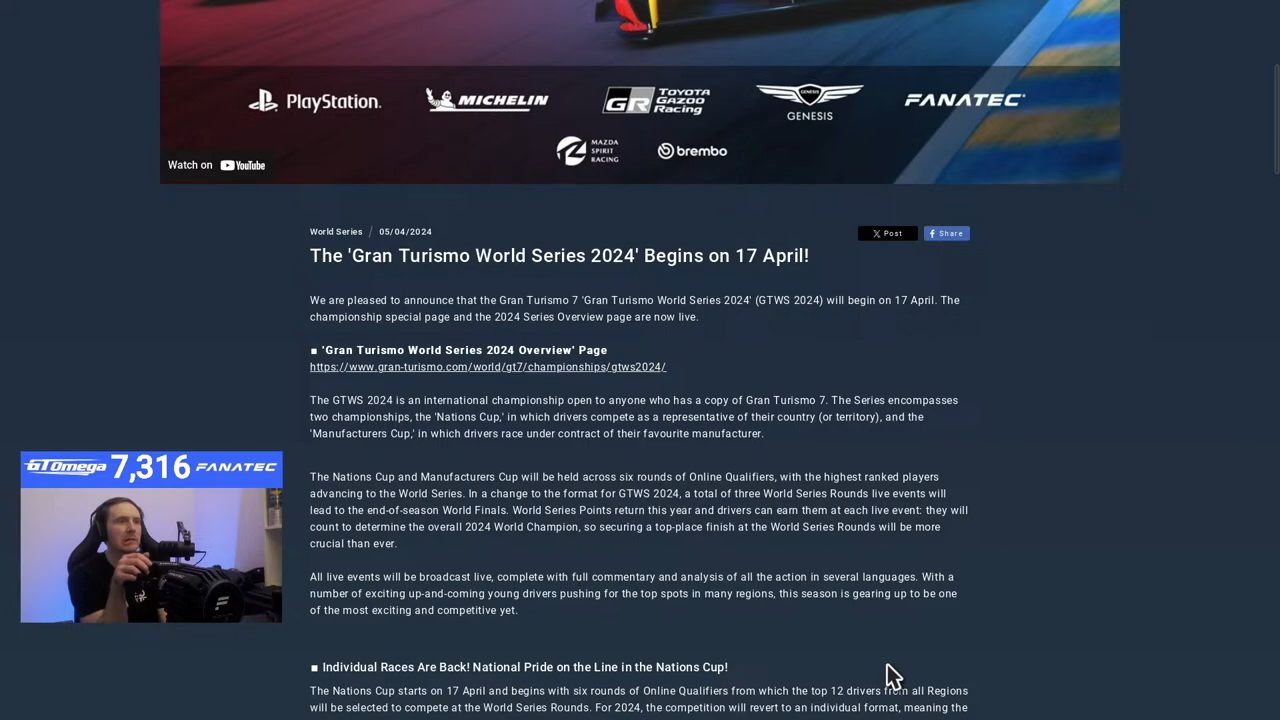 PlayStation.
MICHELIN
GR TOYOTA GAZOO Racing
GENESIS
GENESIS
FANATEC
MAZDA SPIRIT RACING
brembo
Watch on YouTube
World Series / 05/04/2024
X Post
f Share
The 'Gran Turismo World Series 2024' Begins on 17 April!
We are pleased to announce that the Gran Turismo 7 'Gran Turismo World Series 2024' (GTWS 2024) will begin on 17 April. The
championship special page and the 2024 Series Overview page are now live.
■ 'Gran Turismo World Series 2024 Overview' Page
https://www.gran-turismo.com/world/gt7/championships/gtws2024/
The GTWS 2024 is an international championship open to anyone who has a copy of Gran Turismo 7. The Series encompasses
two championships, the 'Nations Cup,' in which drivers compete as a representative of their country (or territory), and the
'Manufacturers Cup,' in which drivers race under contract of their favourite manufacturer.
GTOmega 7,316 FANATEC
The Nations Cup and Manufacturers Cup will be held across six rounds of Online Qualifiers, with the highest ranked players
advancing to the World Series. In a change to the format for GTWS 2024, a total of three World Series Rounds live events will
lead to the end-of-season World Finals. World Series Points return this year and drivers can earn them at each live event: they will
count to determine the overall 2024 World Champion, so securing a top-place finish at the World Series Rounds will be more
crucial than ever.
All live events will be broadcast live, complete with full commentary and analysis of all the action in several languages. With a
number of exciting up-and-coming young drivers pushing for the top spots in many regions, this season is gearing up to be one
of the most exciting and competitive yet.
■ Individual Races Are Back! National Pride on the Line in the Nations Cup!
The Nations Cup starts on 17 April and begins with six rounds of Online Qualifiers from which the top 12 drivers from all Regions
will be selected to compete at the World Series Rounds. For 2024, the competition will revert to an individual format, meaning the